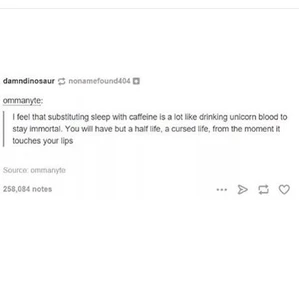 damndinosaur nonamefound404
ommanyte:
I feel that substituting sleep with caffeine is a lot like drinking unicorn blood to
stay immortal. You will have but a half life, a cursed life, from the moment it
touches your lips
Source: ommanyte
258,084 notes